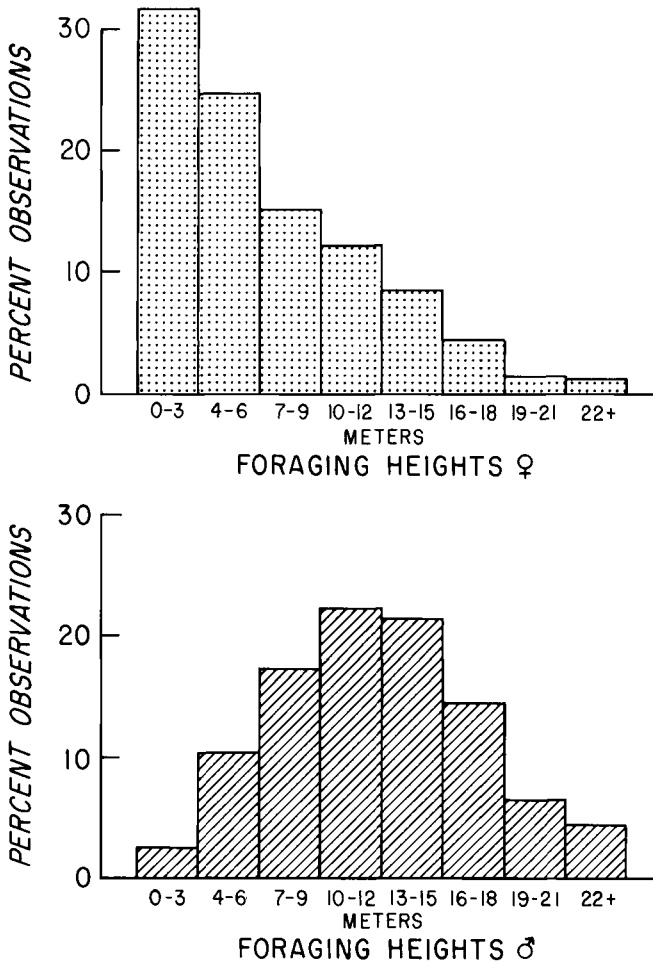 PERCENT OBSERVATIONS
30
20
10
0
0-3 4-6 7-9 10-12 13-15 16-18 19-21 22+
METERS
FORAGING HEIGHTS ♀
PERCENT OBSERVATIONS
30
20
10
0
0-3 4-6 7-9 10-12 13-15 16-18 19-21 22+
METERS
FORAGING HEIGHTS ♂